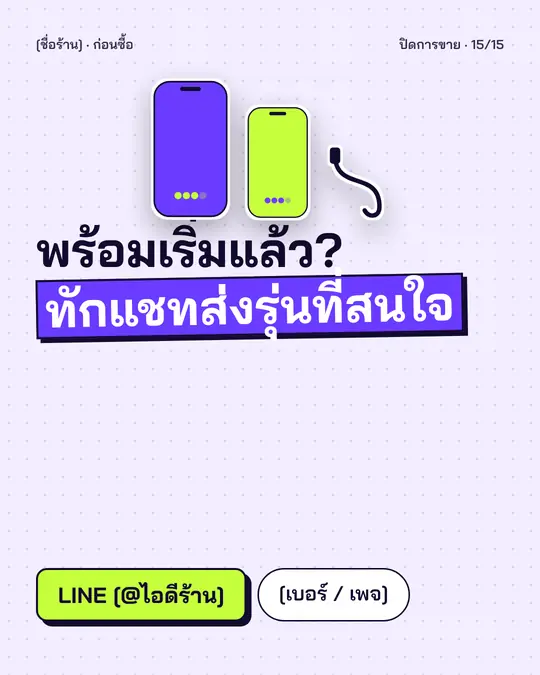 (ชื่อร้าน) · ก่อนซื้อ
ปิดการขาย · 15/15
พร้อมเริ่มแล้ว?
ทักแชทส่งรุ่นที่สนใจ
LINE (@ไอดีร้าน)
(เบอร์ / เพจ)